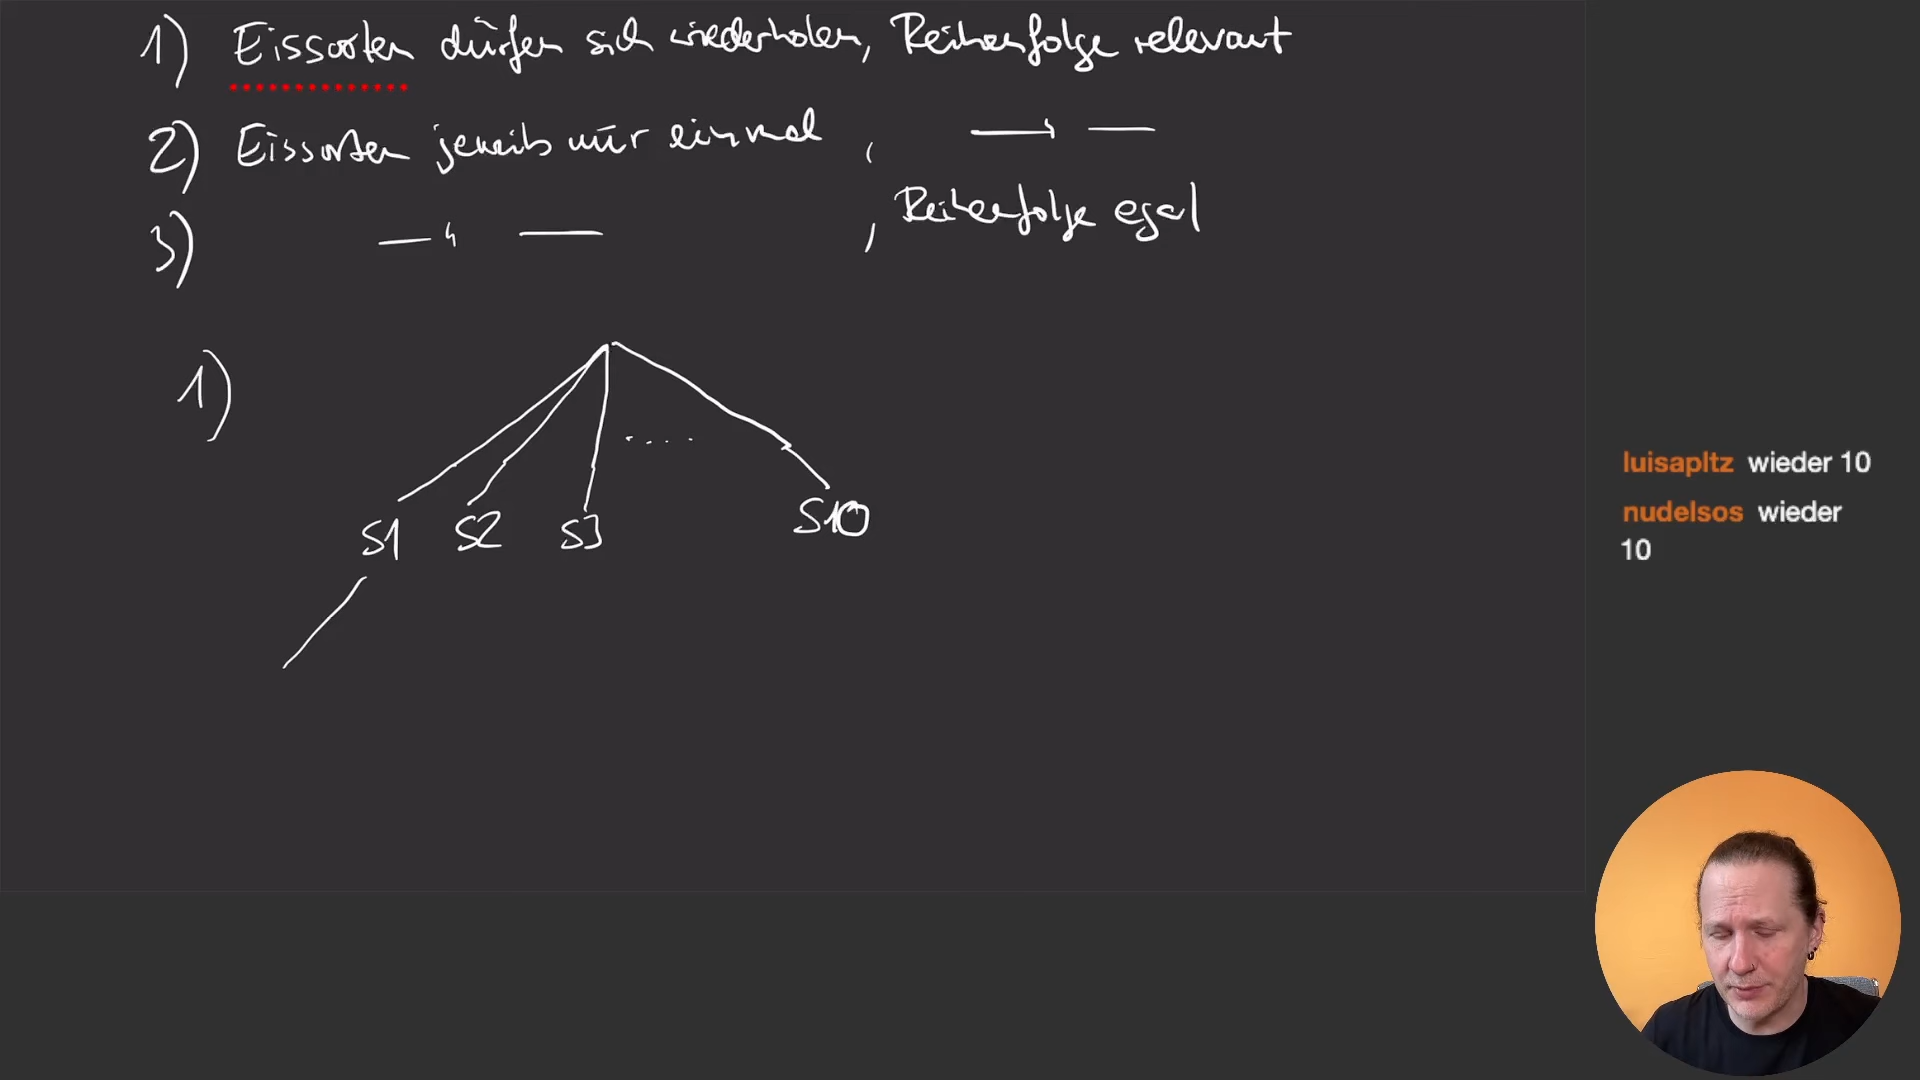 1) Eissorten dürfen sich wiederholen, Reihenfolge relevant
2) Eissorten jeweils nur einmal, — " —
3) — " — , Reihenfolge egal
1)
.....
S1 S2 S3 S10
luisapltz wieder 10
nudelsos wieder
10